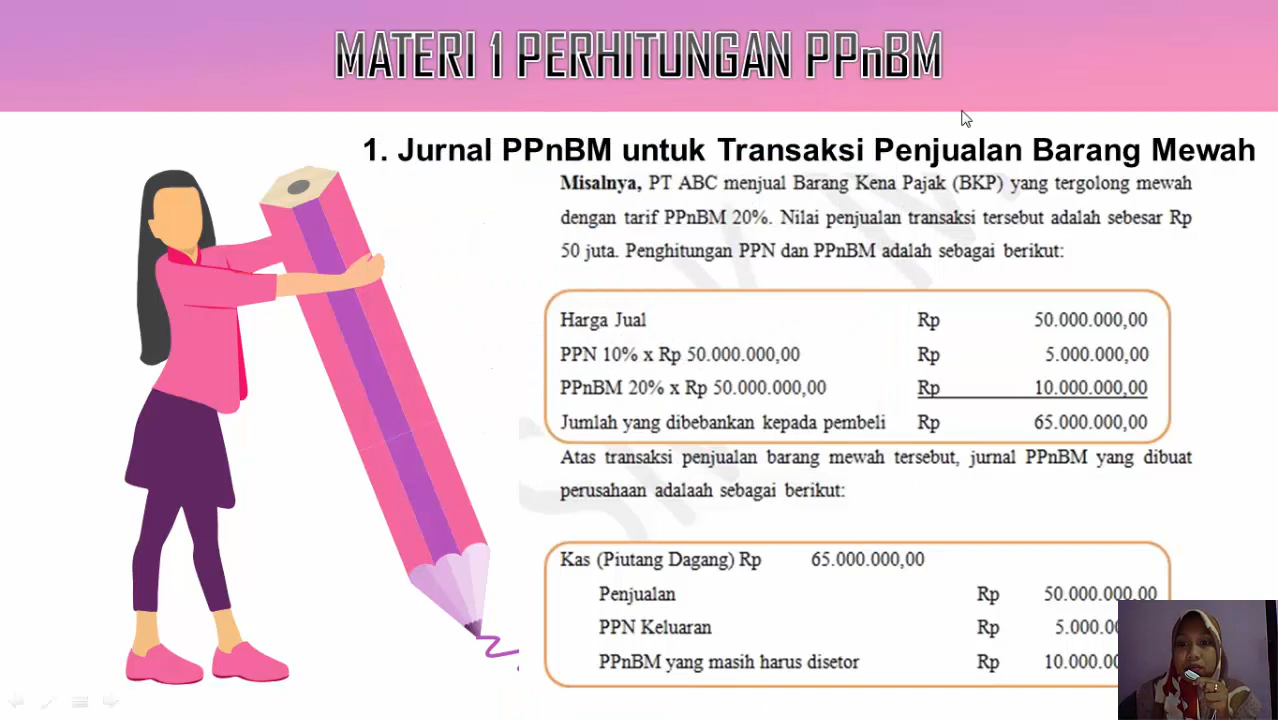 MATERI 1 PERHITUNGAN PPnBM
1. Jurnal PPnBM untuk Transaksi Penjualan Barang Mewah
Misalnya, PT ABC menjual Barang Kena Pajak (BKP) yang tergolong mewah
dengan tarif PPnBM 20%. Nilai penjualan transaksi tersebut adalah sebesar Rp
50 juta. Penghitungan PPN dan PPnBM adalah sebagai berikut:
Harga Jual Rp 50.000.000,00
PPN 10% x Rp 50.000.000,00 Rp 5.000.000,00
PPnBM 20% x Rp 50.000.000,00 Rp 10.000.000,00
Jumlah yang dibebankan kepada pembeli Rp 65.000.000,00
Atas transaksi penjualan barang mewah tersebut, jurnal PPnBM yang dibuat
perusahaan adalaah sebagai berikut:
Kas (Piutang Dagang) Rp 65.000.000,00
Penjualan Rp 50.000.000,00
PPN Keluaran Rp 5.000.00
PPnBM yang masih harus disetor Rp 10.000.00